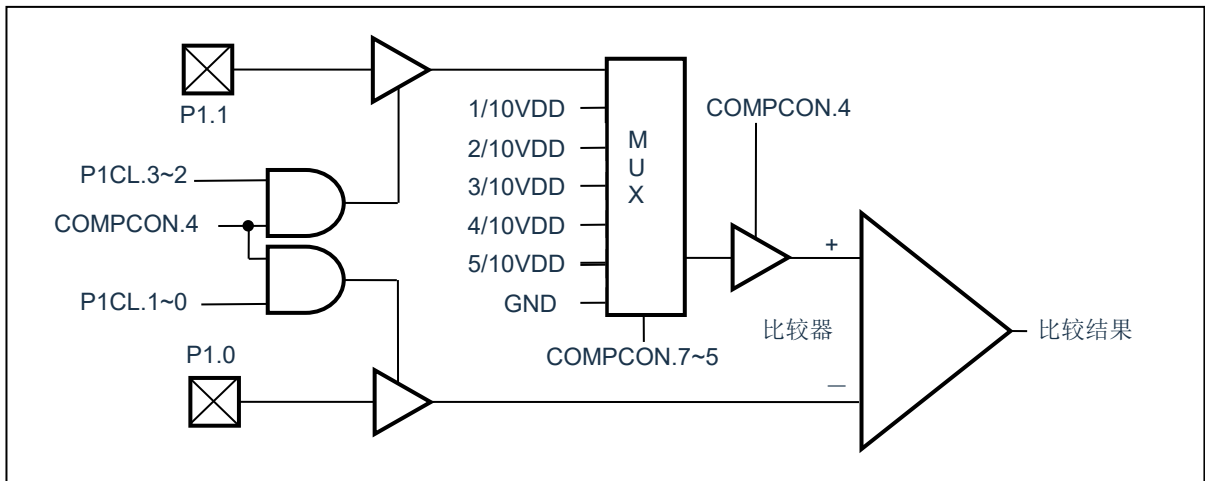 P1.1
1/10VDD
COMPCON.4
2/10VDD
M
U
X
P1CL.3~2
3/10VDD
COMPCON.4
4/10VDD
+
5/10VDD
P1CL.1~0
GND
比较器
比较结果
P1.0
COMPCON.7~5
—